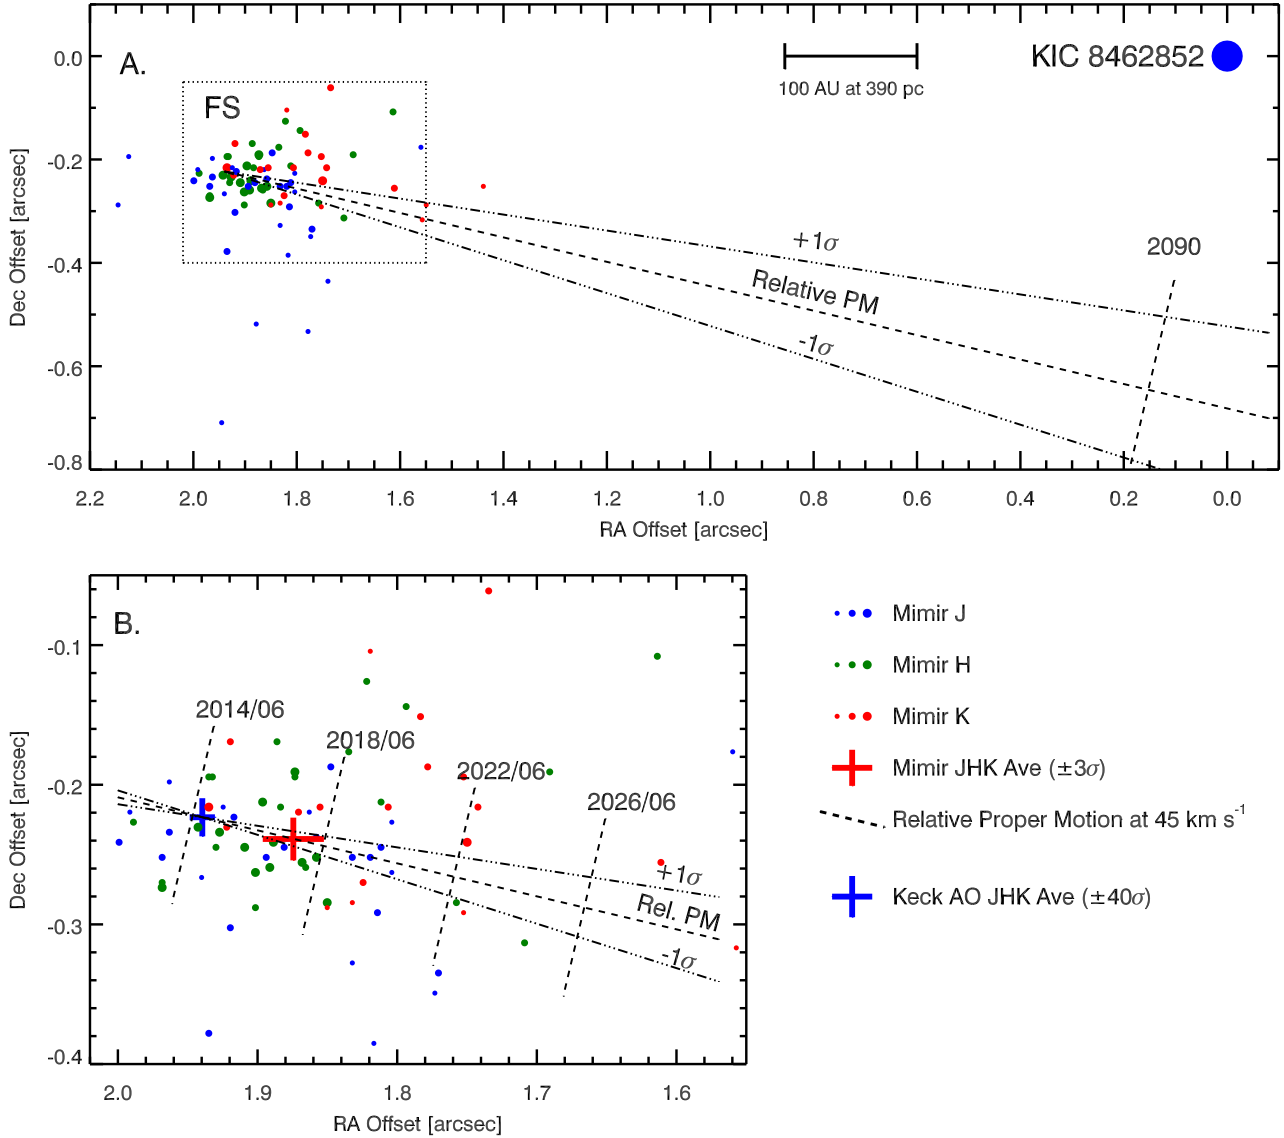 A.
KIC 8462852
100 AU at 390 pc
FS
+1σ
Relative PM
-1σ
2090
0.0
-0.2
-0.4
-0.6
-0.8
Dec Offset [arcsec]
2.2 2.0 1.8 1.6 1.4 1.2 1.0 0.8 0.6 0.4 0.2 0.0
RA Offset [arcsec]
B.
2014/06
2018/06
2022/06
2026/06
+1σ
Rel. PM
-1σ
-0.1
-0.2
-0.3
-0.4
Dec Offset [arcsec]
2.0 1.9 1.8 1.7 1.6
RA Offset [arcsec]
Mimir J
Mimir H
Mimir K
Mimir JHK Ave (±3σ)
Relative Proper Motion at 45 km s⁻¹
Keck AO JHK Ave (±40σ)